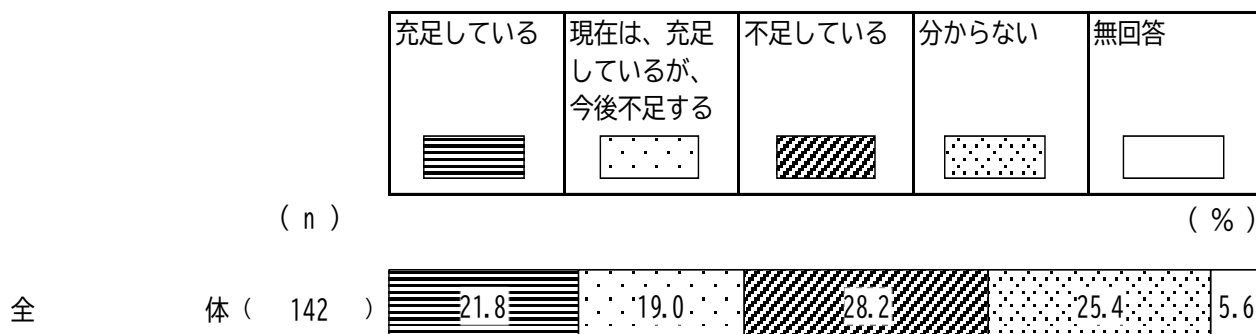 充足している
現在は、充足
しているが、
今後不足する
不足している
分からない
無回答
( n )
( % )
全 体 ( 142 ) 21.8 19.0 28.2 25.4 5.6